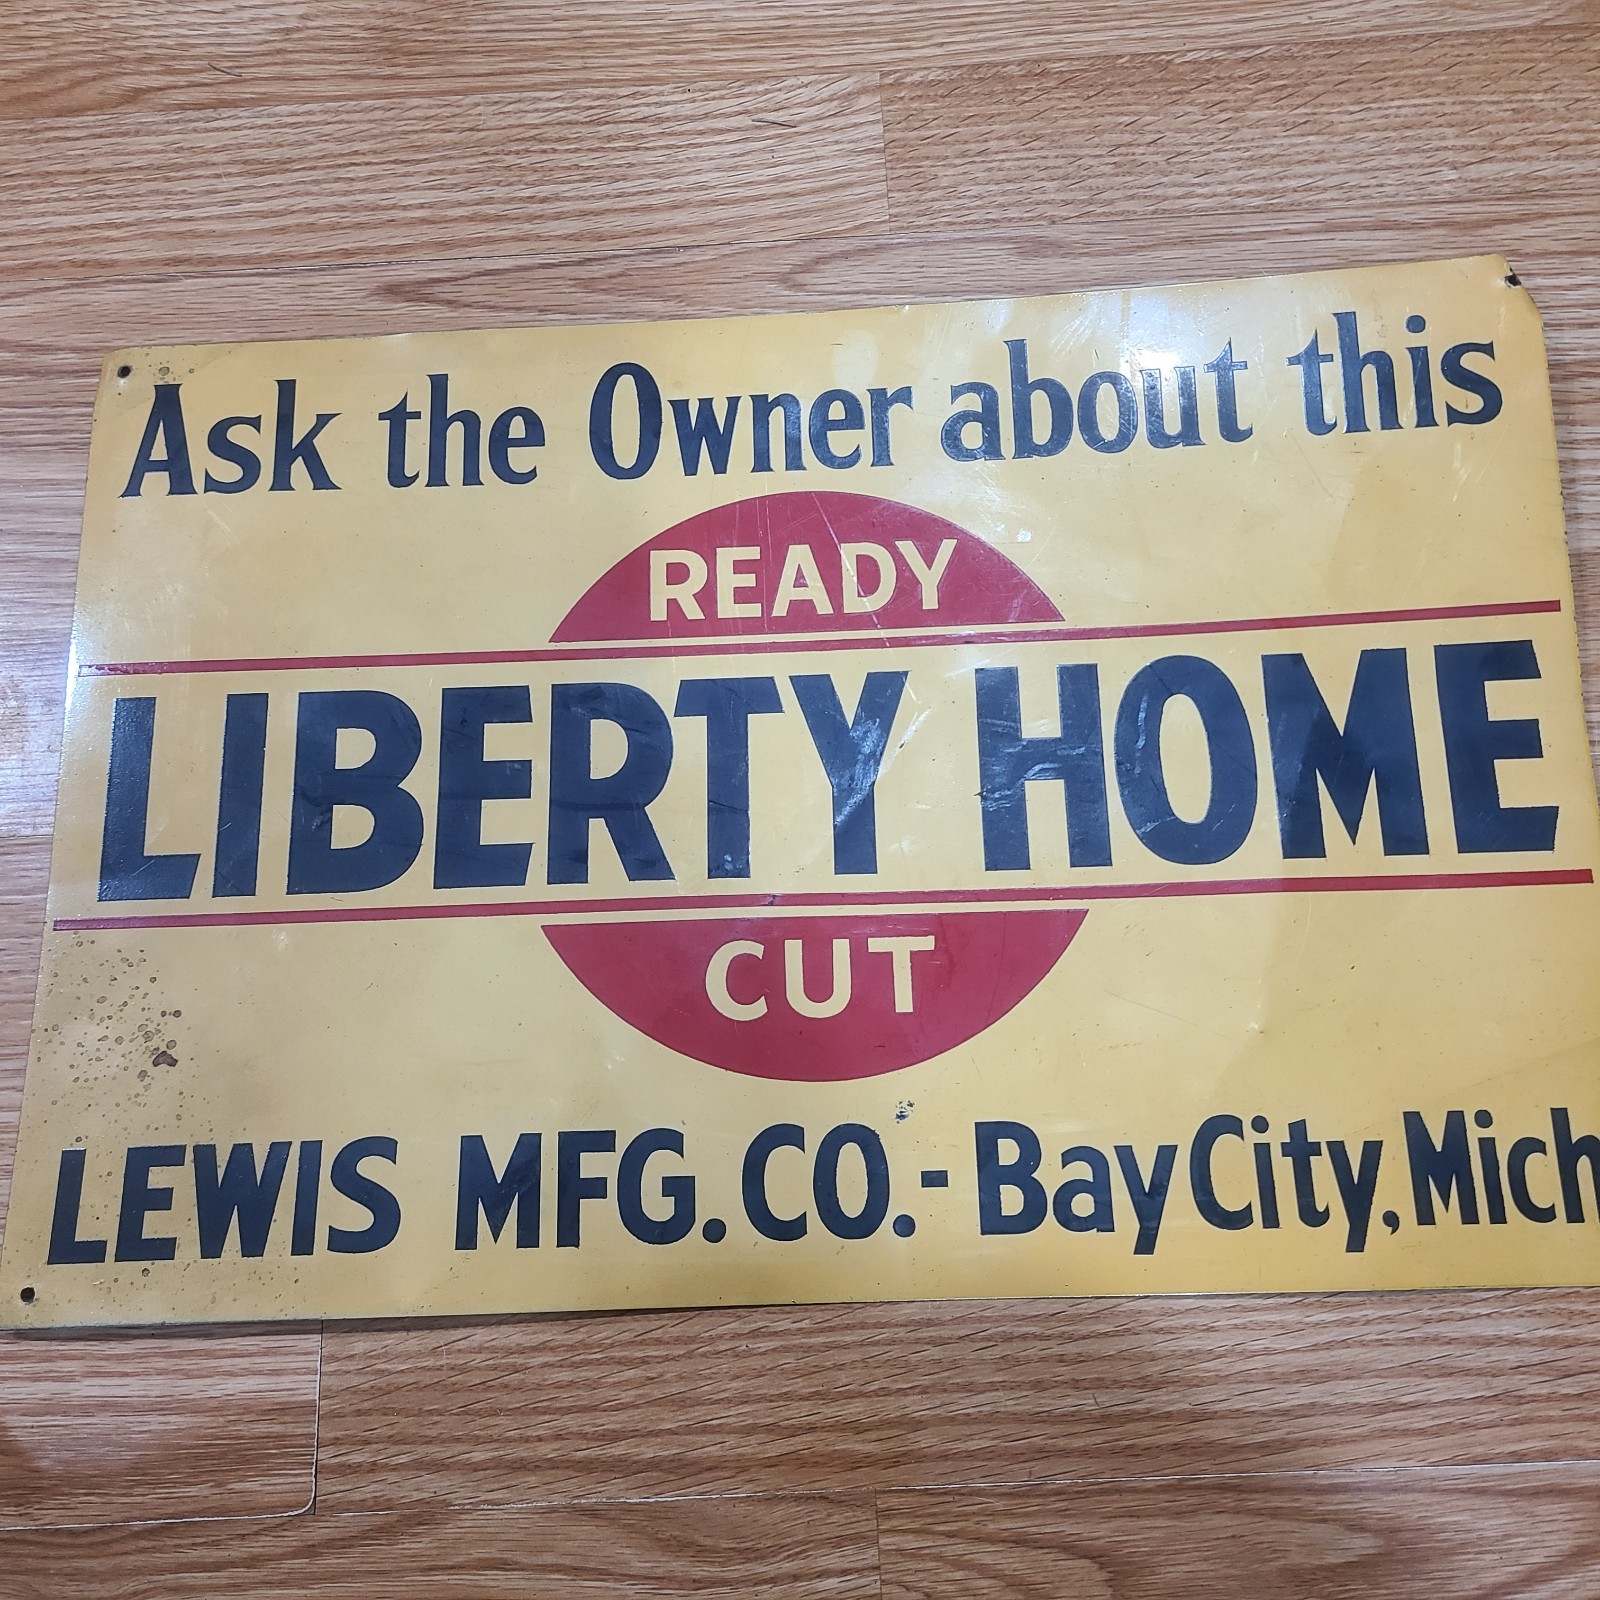 Ask the Owner about this
READY
LIBERTY HOME
CUT
LEWIS MFG. CO. - Bay City, Mich